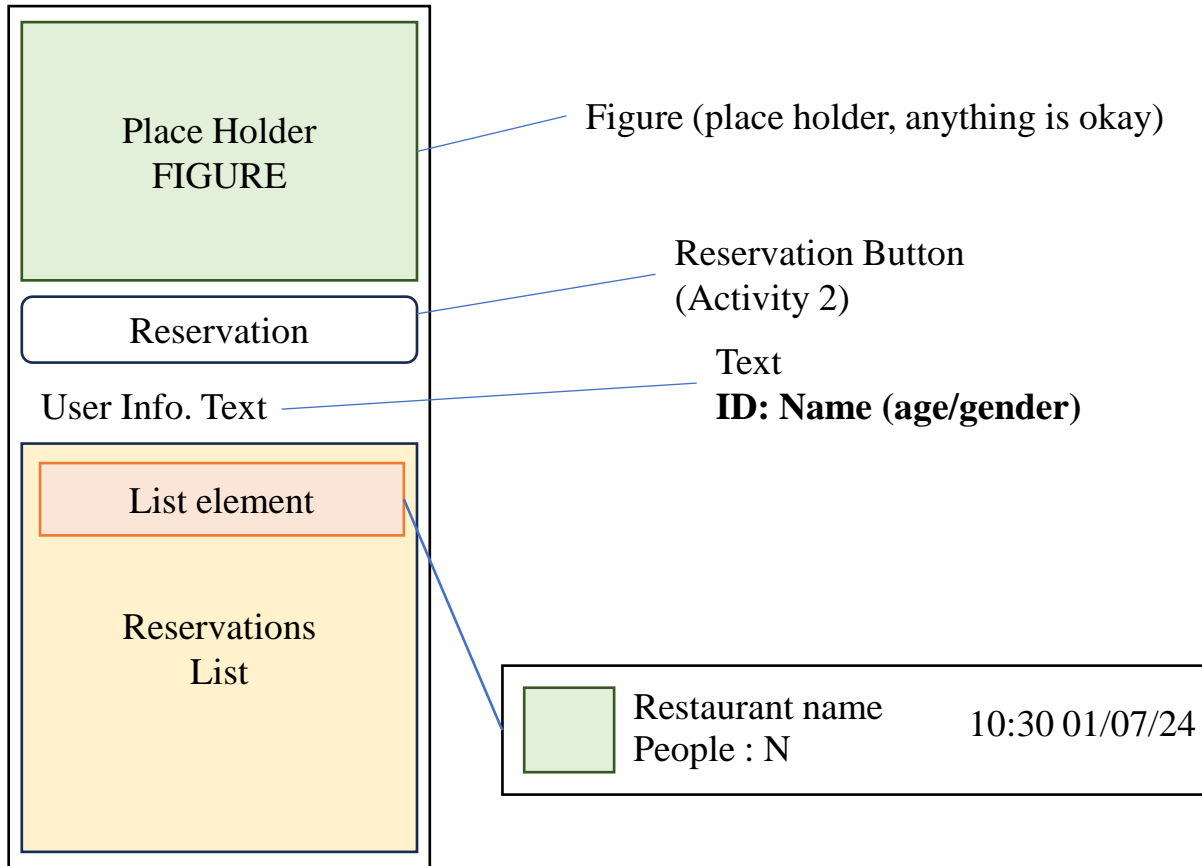 Place Holder
FIGURE
Figure (place holder, anything is okay)
Reservation Button
(Activity 2)
Reservation
Text
ID: Name (age/gender)
User Info. Text
List element
Reservations
List
Restaurant name
People : N
10:30 01/07/24